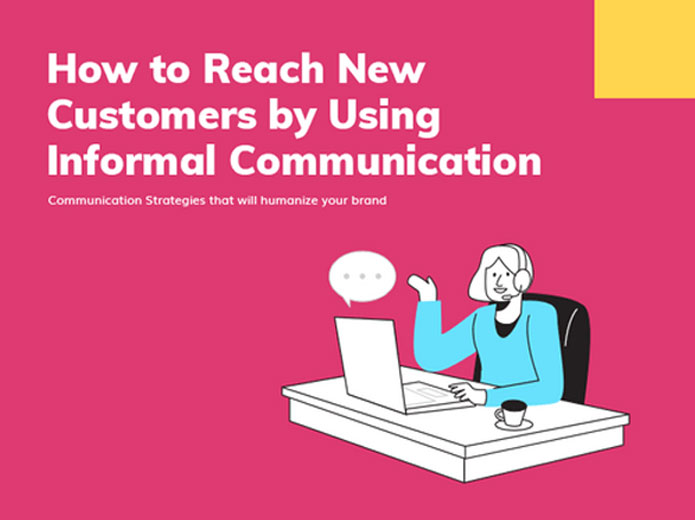 How to Reach New
Customers by Using
Informal Communication
Communication Strategies that will humanize your brand